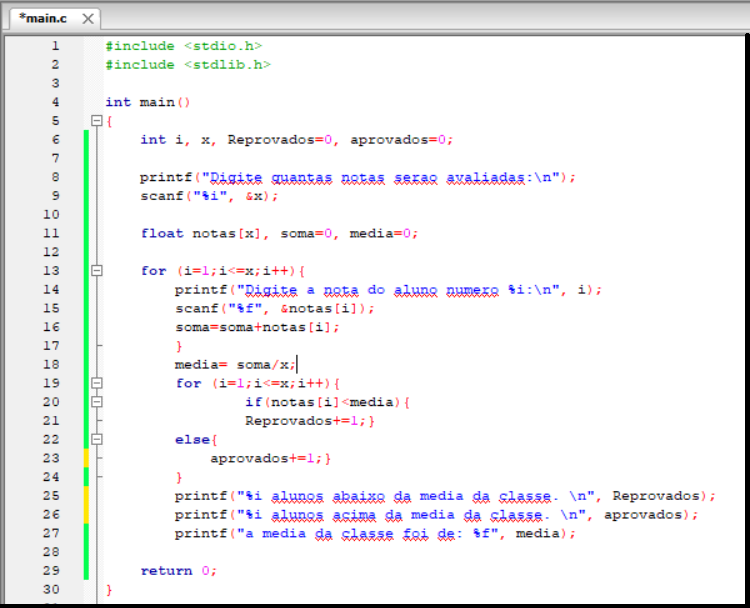 *main.c X
1 #include <stdio.h>
2 #include <stdlib.h>
3
4 int main()
5 {
6 int i, x, Reprovados=0, aprovados=0;
7
8 printf("Digite quantas notas serao avaliadas:\n");
9 scanf("%i", &x);
10
11 float notas[x], soma=0, media=0;
12
13 for (i=1;i<=x;i++){
14 printf("Digite a nota do aluno numero %i:\n", i);
15 scanf("%f", &notas[i]);
16 soma=soma+notas[i];
17 }
18 media= soma/x;
19 for (i=1;i<=x;i++){
20 if(notas[i]<media){
21 Reprovados+=1;}
22 else{
23 aprovados+=1;}
24 }
25 printf("%i alunos abaixo da media da classe. \n", Reprovados);
26 printf("%i alunos acima da media da classe. \n", aprovados);
27 printf("a media da classe foi de: %f", media);
28
29 return 0;
30 }